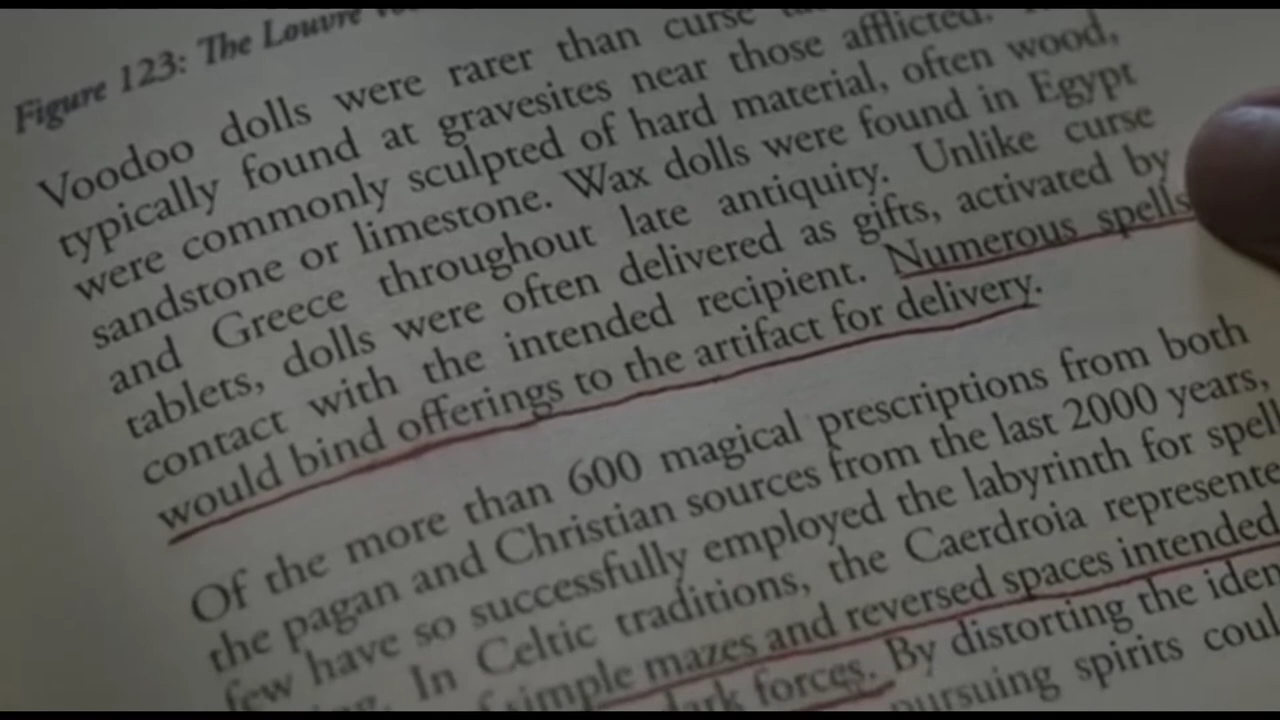 Figure 123: The Louvre
Voodoo dolls were rarer than curse
typically found at gravesites near those afflicted.
were commonly sculpted of hard material, often wood,
sandstone or limestone. Wax dolls were found in Egypt
and Greece throughout late antiquity. Unlike curse
tablets, dolls were often delivered as gifts, activated by
contact with the intended recipient. Numerous spells
would bind offerings to the artifact for delivery.
Of the more than 600 magical prescriptions from both
the pagan and Christian sources from the last 2000 years,
few have so successfully employed the labyrinth for spell
In Celtic traditions, the Caerdroia represente
simple mazes and reversed spaces intended
dark forces. By distorting the iden
pursuing spirits coul